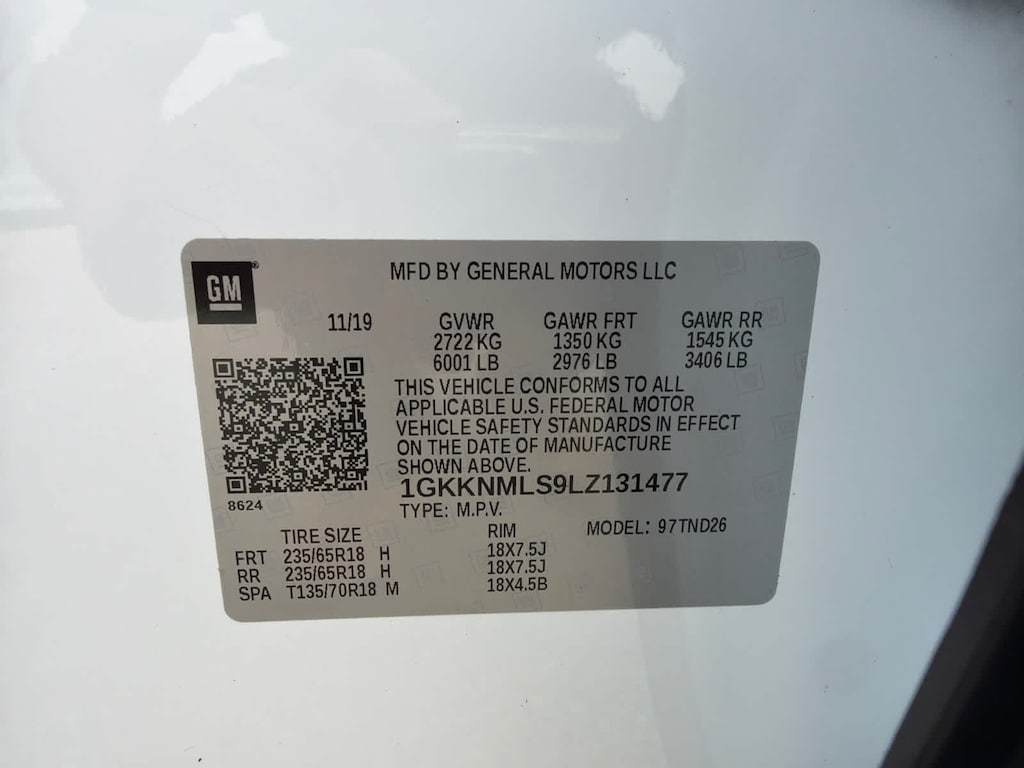 GM®
MFD BY GENERAL MOTORS LLC
11/19 GVWR GAWR FRT GAWR RR
2722 KG 1350 KG 1545 KG
6001 LB 2976 LB 3406 LB
THIS VEHICLE CONFORMS TO ALL
APPLICABLE U.S. FEDERAL MOTOR
VEHICLE SAFETY STANDARDS IN EFFECT
ON THE DATE OF MANUFACTURE
SHOWN ABOVE.
1GKKNMLS9LZ131477
8624
TYPE: M.P.V.
TIRE SIZE RIM MODEL: 97TND26
FRT 235/65R18 H 18X7.5J
RR 235/65R18 H 18X7.5J
SPA T135/70R18 M 18X4.5B